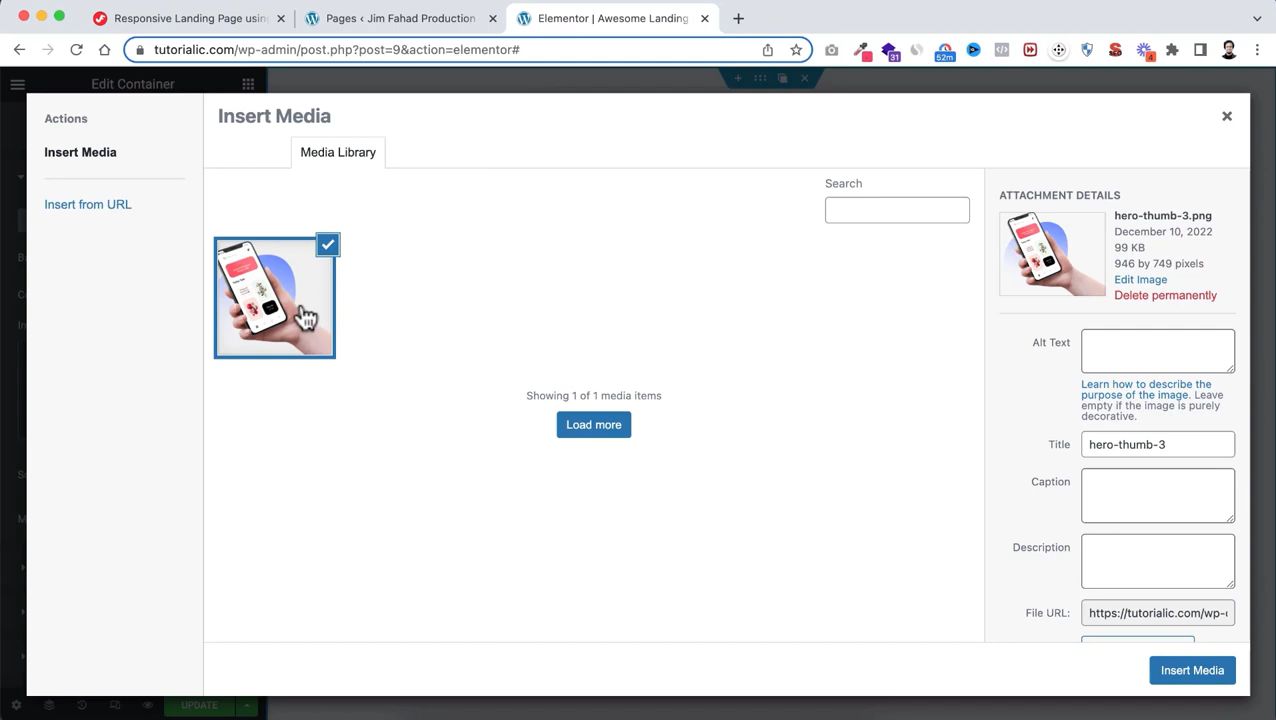 Responsive Landing Page using
Pages ‹ Jim Fahad Production
Elementor | Awesome Landing
tutorialic.com/wp-admin/post.php?post=9&action=elementor#
31
52m
4
Edit Container
Actions
Insert Media
Insert from URL
Insert Media
Media Library
Search
Showing 1 of 1 media items
Load more
ATTACHMENT DETAILS
hero-thumb-3.png
December 10, 2022
99 KB
946 by 749 pixels
Edit Image
Delete permanently
Alt Text
Learn how to describe the
purpose of the image. Leave
empty if the image is purely
decorative.
Title
hero-thumb-3
Caption
Description
File URL:
https://tutorialic.com/wp-c
Insert Media
UPDATE